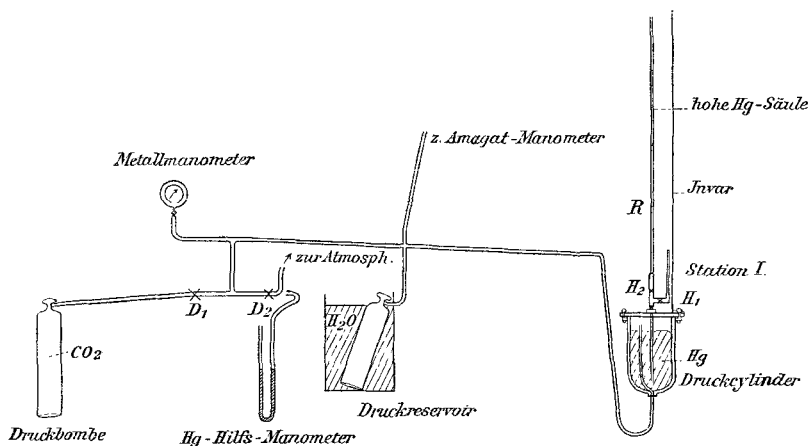 hohe Hg-Säule
z. Amagat-Manometer
Metallmanometer
Invar
R
zur Atmosph.
Station I.
H2
H1
D1
D2
H2O
CO2
Hg
Druckcylinder
Druckreservoir
Druckbombe
Hg-Hilfs-Manometer